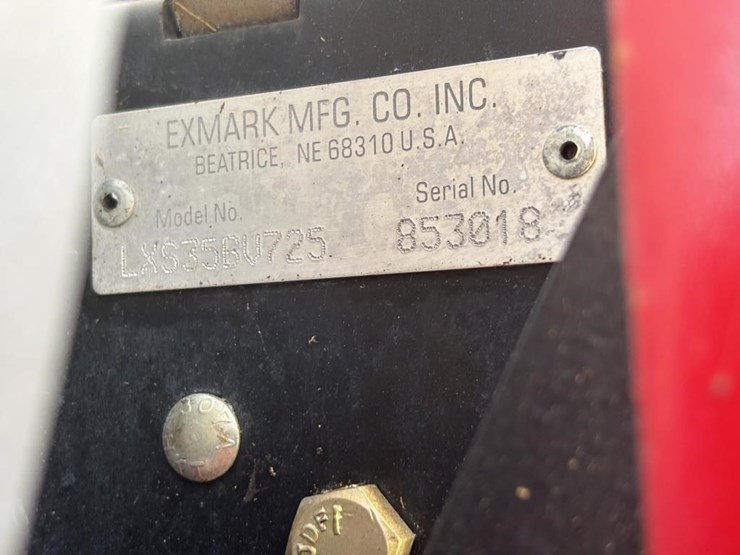 EXMARK MFG. CO. INC.
BEATRICE, NE 68310 U.S.A.
Model No. Serial No.
LXS35BV725 853018